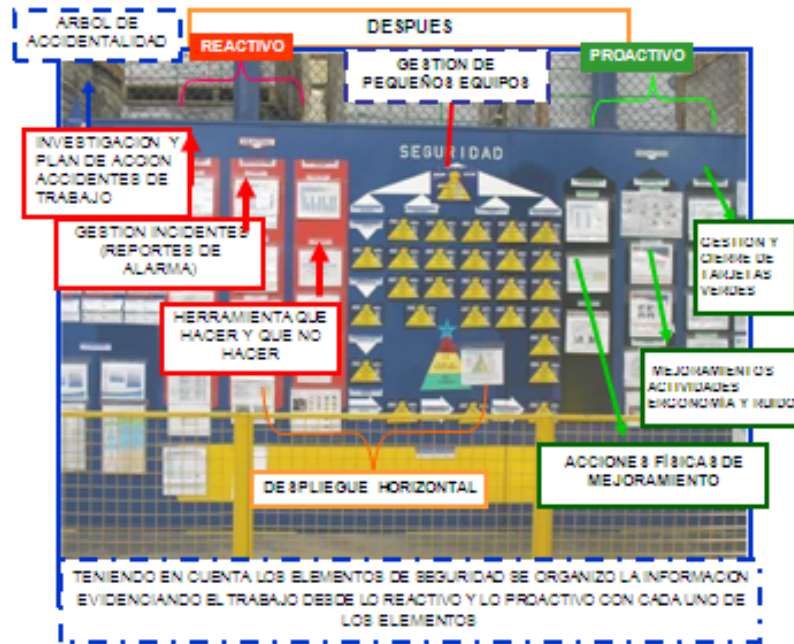 ARBOL DE
ACCIDENTALIDAD
DESPUES
REACTIVO
GESTION DE
PEQUEÑOS EQUIPOS
PROACTIVO
SEGURIDAD
INVESTIGACION Y
PLAN DE ACCION
ACCIDENTES DE
TRABAJO
GESTION INCIDENTES
(REPORTES DE
ALARMA)
HERRAMIENTA QUE
HACER Y QUE NO
HACER
GESTION Y
CIERRE DE
TARJETAS
VERDES
MEJORAMIENTOS
ACTIVIDADES
ERGONOMÍA Y RUIDO
ACCIONES FÍSICAS DE
MEJORAMIENTO
DESPLIEGUE HORIZONTAL
TENIENDO EN CUENTA LOS ELEMENTOS DE SEGURIDAD SE ORGANIZO LA INFORMACION
EVIDENCIANDO EL TRABAJO DESDE LO REACTIVO Y LO PROACTIVO CON CADA UNO DE
LOS ELEMENTOS